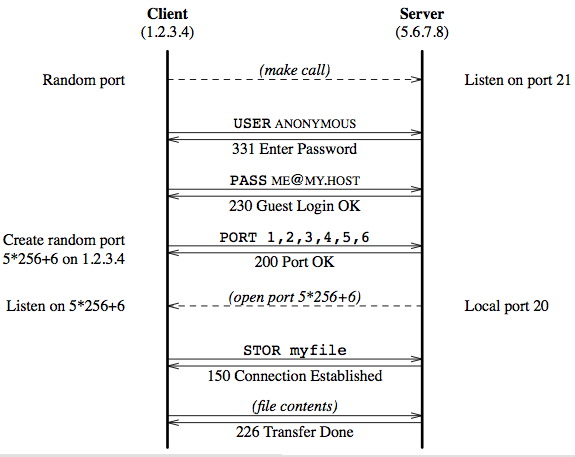 Client
Server
(1.2.3.4)
(5.6.7.8)
Random port
(make call)
Listen on port 21
USER ANONYMOUS
331 Enter Password
PASS ME@MY.HOST
230 Guest Login OK
Create random port
5*256+6 on 1.2.3.4
PORT 1,2,3,4,5,6
200 Port OK
Listen on 5*256+6
(open port 5*256+6)
Local port 20
STOR myfile
150 Connection Established
(file contents)
226 Transfer Done